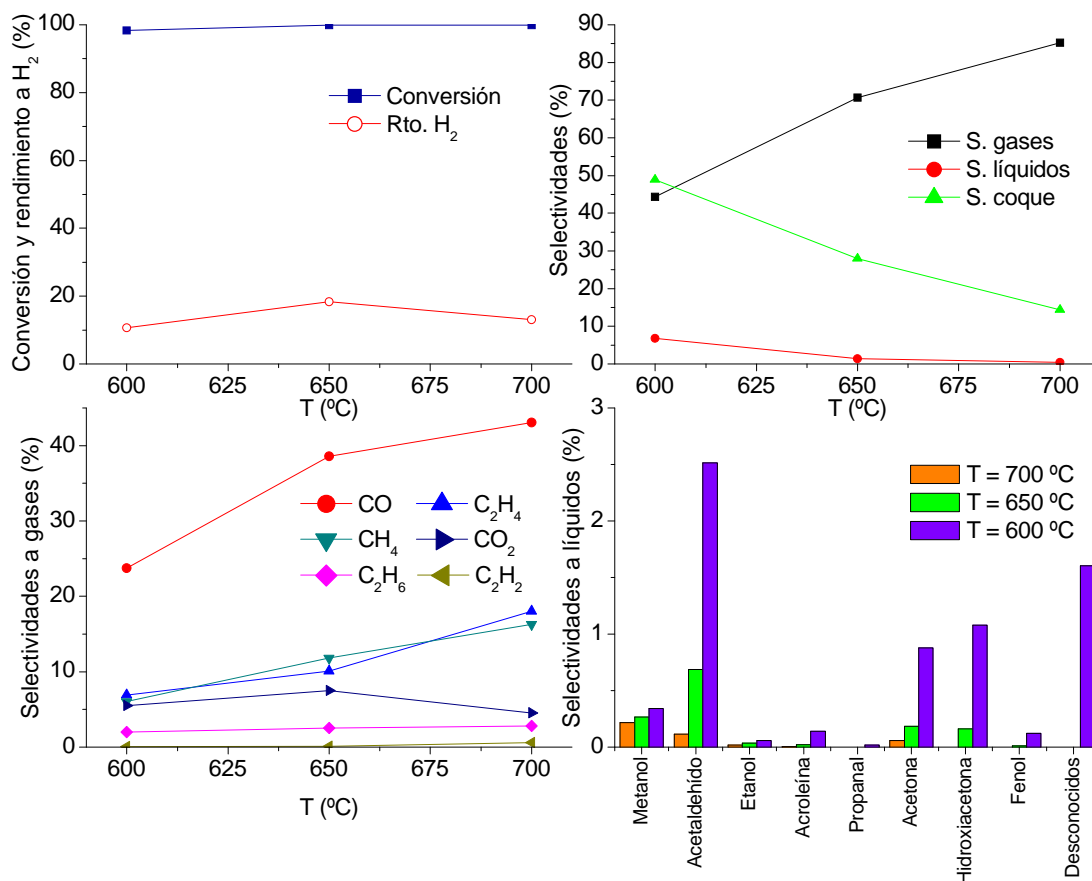 Conversión y rendimiento a H2 (%)
100
80
60
40
20
0
Conversión
Rto. H2
600
625
650
675
700
T (ºC)
Selectividades (%)
90
80
70
60
50
40
30
20
10
0
S. gases
S. líquidos
S. coque
600
625
650
675
700
T (ºC)
Selectividades a gases (%)
40
30
20
10
0
CO
C2H4
CH4
CO2
C2H6
C2H2
600
625
650
675
700
T (ºC)
Selectividades a líquidos (%)
3
2
1
0
T = 700 ºC
T = 650 ºC
T = 600 ºC
Metanol
Acetaldehído
Etanol
Acroleína
Propanal
Acetona
Hidroxiacetona
Fenol
Desconocidos